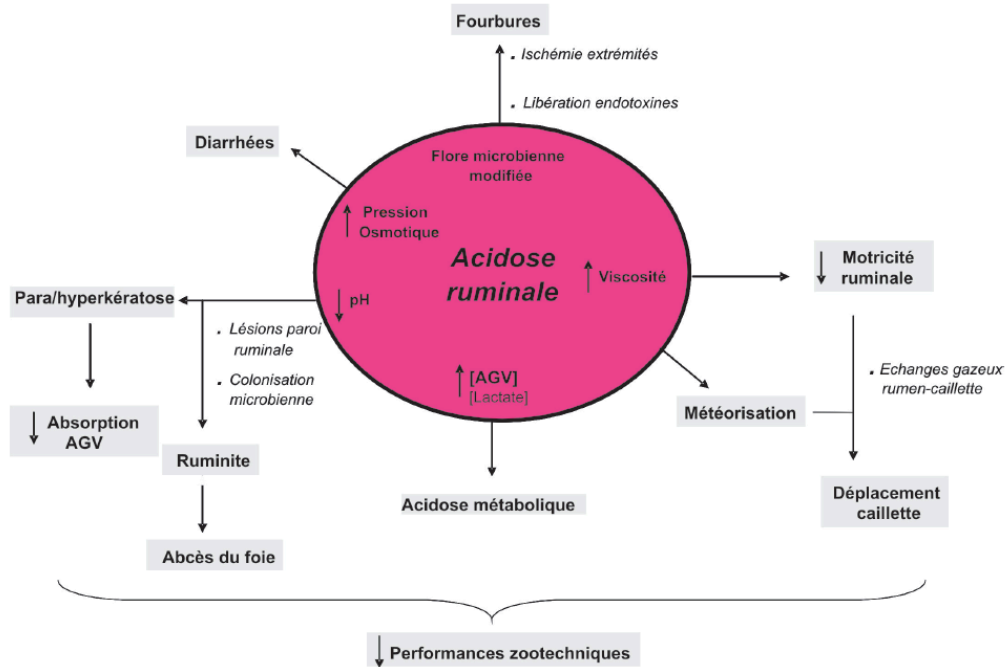 Fourbures
. Ischémie extrémités
. Libération endotoxines
Diarrhées
Flore microbienne
modifiée
↑ Pression
Osmotique
Acidose
ruminale
↑ Viscosité
↓ Motricité
ruminale
Para/hyperkératose
↓ pH
. Lésions paroi
ruminale
. Colonisation
microbienne
. Echanges gazeux
rumen-caillette
↑ [AGV]
[Lactate]
Météorisation
↓ Absorption
AGV
Ruminite
Acidose métabolique
Déplacement
caillette
Abcès du foie
↓ Performances zootechniques